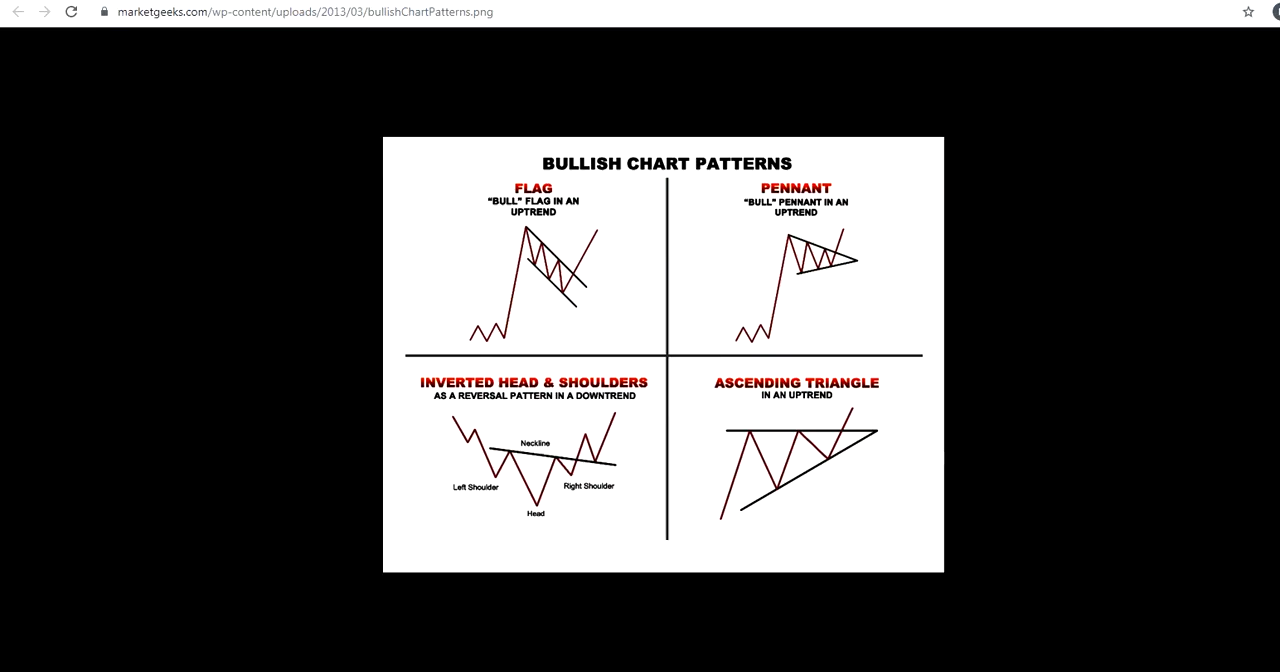 marketgeeks.com/wp-content/uploads/2013/03/bullishChartPatterns.png
BULLISH CHART PATTERNS
FLAG
"BULL" FLAG IN AN
UPTREND
PENNANT
"BULL" PENNANT IN AN
UPTREND
INVERTED HEAD & SHOULDERS
AS A REVERSAL PATTERN IN A DOWNTREND
Neckline
Left Shoulder
Right Shoulder
Head
ASCENDING TRIANGLE
IN AN UPTREND